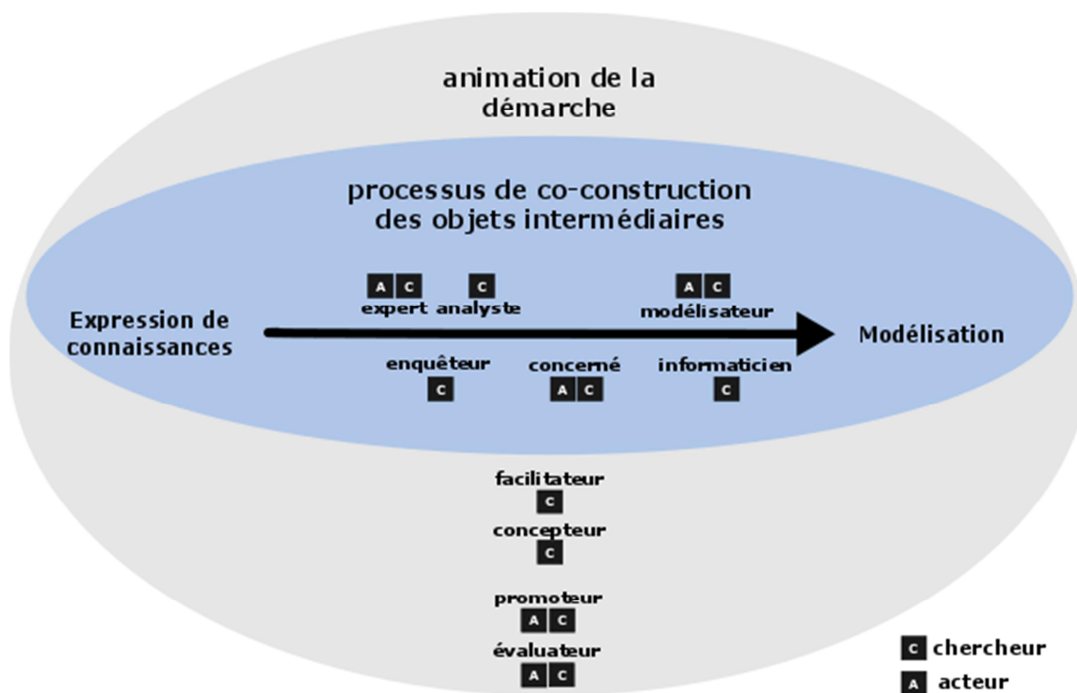 animation de la
démarche
processus de co-construction
des objets intermédiaires
A C C A C
expert analyste modélisateur
Expression de
connaissances
Modélisation
enquêteur concerné informaticien
C A C C
facilitateur
C
concepteur
C
promoteur
A C
évaluateur
A C
C chercheur
A acteur